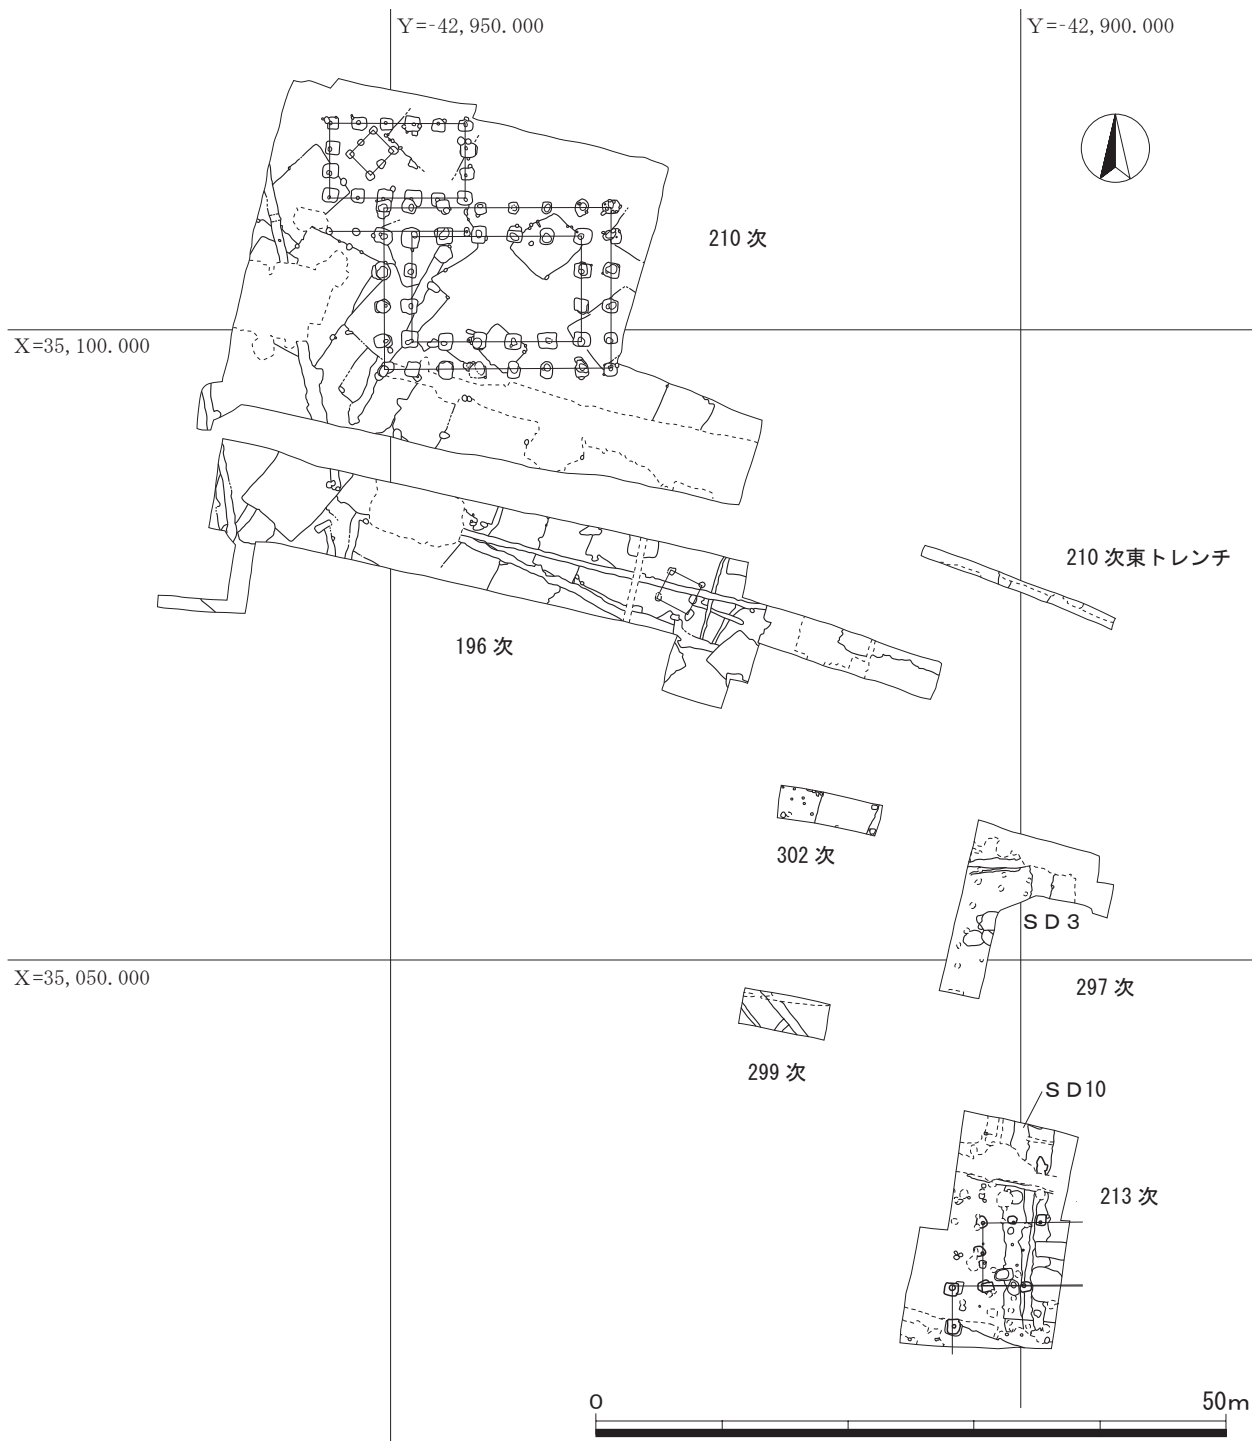 Y=-42,950.000
Y=-42,900.000
210 次
X=35,100.000
210 次東トレンチ
196 次
302 次
SD3
X=35,050.000
297 次
299 次
SD10
213 次
0
50m